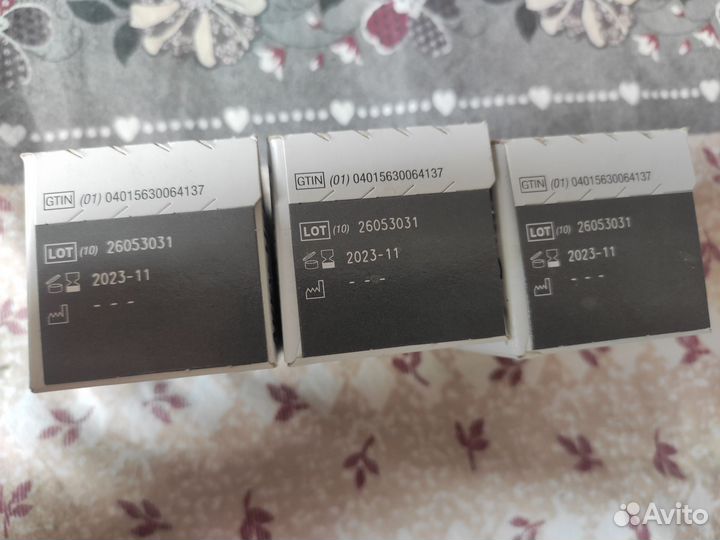 GTIN (01) 04015630064137
LOT (10) 26053031
2023-11
- - -
GTIN (01) 04015630064137
LOT (10) 26053031
2023-11
- - -
GTIN (01) 04015630064137
LOT (10) 26053031
2023-11
- - -
Avito